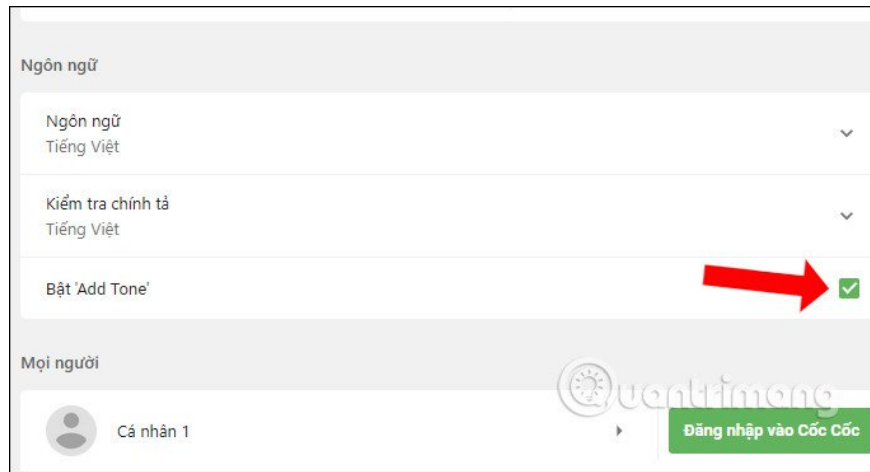 Ngôn ngữ
Ngôn ngữ
Tiếng Việt
Kiểm tra chính tả
Tiếng Việt
Bật 'Add Tone'
Mọi người
Quantrimang
Cá nhân 1
Đăng nhập vào Cốc Cốc